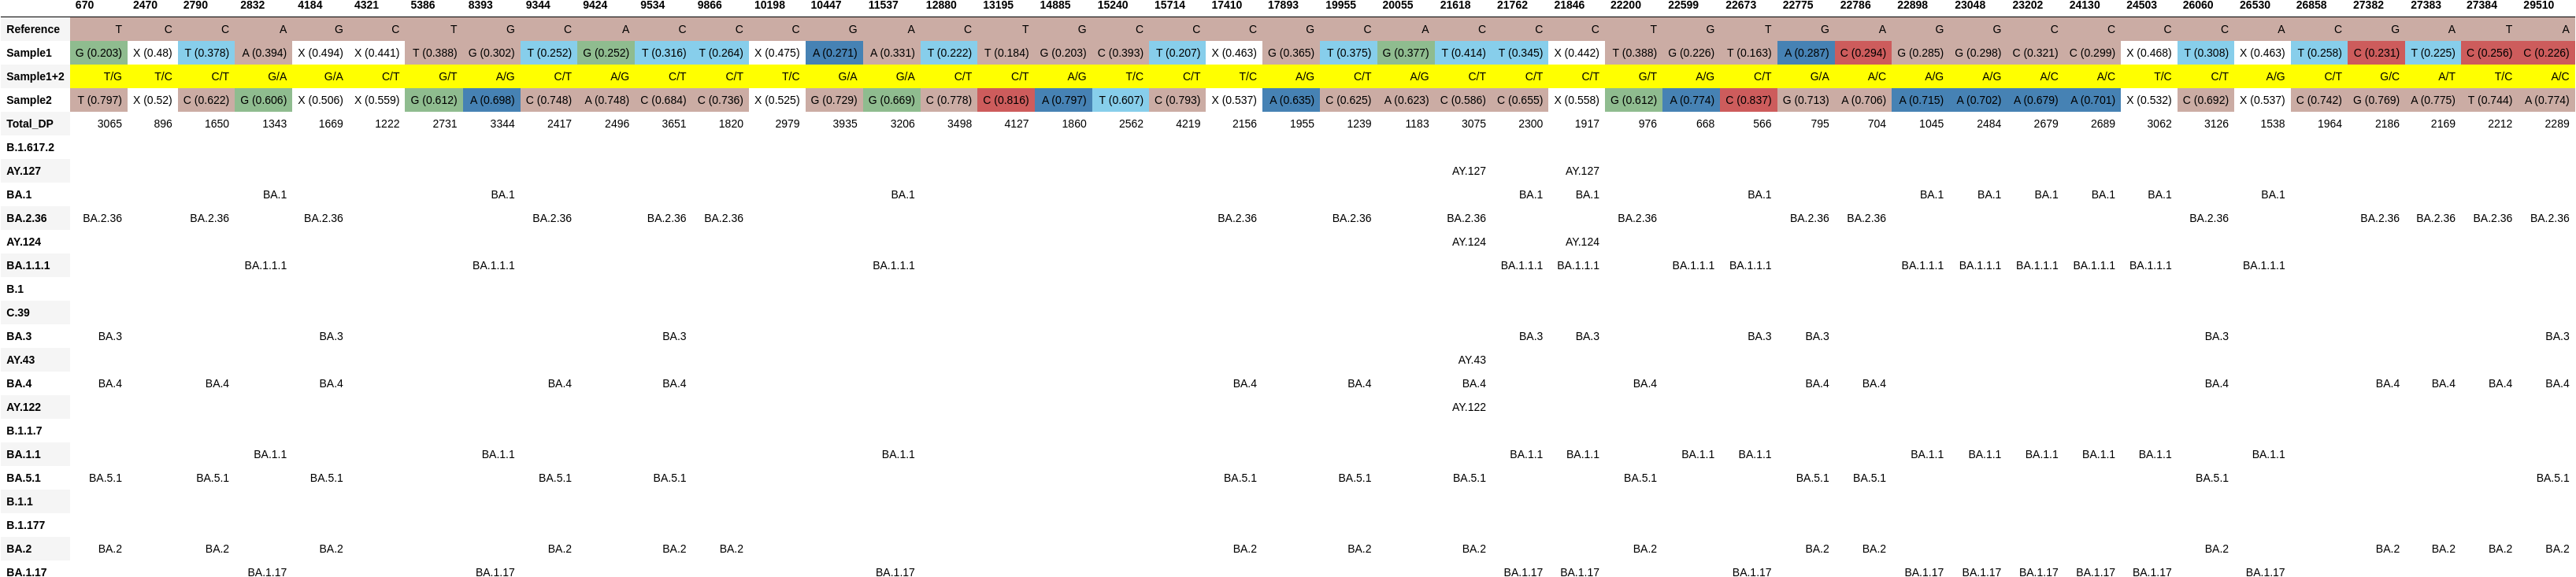 670 2470 2790 2832 4184 4321 5386 8393 9344 9424 9534 9866 10198 10447 11537 12880 13195 14885 15240 15714 17410 17893 19955 20055 21618 21762 21846 22200 22599 22673 22775 22786 22898 23048 23202 24130 24503 26060 26530 26858 27382 27383 27384 29510
Reference T C C A G C T G C A C C C G A C T G C C C G C A C C C T G T G A G G C C C C A C G A T A
Sample1 G (0.203) X (0.48) T (0.378) A (0.394) X (0.494) X (0.441) T (0.388) G (0.302) T (0.252) G (0.252) T (0.316) T (0.264) X (0.475) A (0.271) A (0.331) T (0.222) T (0.184) G (0.203) C (0.393) T (0.207) X (0.463) G (0.365) T (0.375) G (0.377) T (0.414) T (0.345) X (0.442) T (0.388) G (0.226) T (0.163) A (0.287) C (0.294) G (0.285) G (0.298) C (0.321) C (0.299) X (0.468) T (0.308) X (0.463) T (0.258) C (0.231) T (0.225) C (0.256) C (0.226)
Sample1+2 T/G T/C C/T G/A G/A C/T G/T A/G C/T A/G C/T C/T T/C G/A G/A C/T C/T A/G T/C C/T T/C A/G C/T A/G C/T C/T C/T G/T A/G C/T G/A A/C A/G A/G A/C A/C T/C C/T A/G C/T G/C A/T T/C A/C
Sample2 T (0.797) X (0.52) C (0.622) G (0.606) X (0.506) X (0.559) G (0.612) A (0.698) C (0.748) A (0.748) C (0.684) C (0.736) X (0.525) G (0.729) G (0.669) C (0.778) C (0.816) A (0.797) T (0.607) C (0.793) X (0.537) A (0.635) C (0.625) A (0.623) C (0.586) C (0.655) X (0.558) G (0.612) A (0.774) C (0.837) G (0.713) A (0.706) A (0.715) A (0.702) A (0.679) A (0.701) X (0.532) C (0.692) X (0.537) C (0.742) G (0.769) A (0.775) T (0.744) A (0.774)
Total_DP 3065 896 1650 1343 1669 1222 2731 3344 2417 2496 3651 1820 2979 3935 3206 3498 4127 1860 2562 4219 2156 1955 1239 1183 3075 2300 1917 976 668 566 795 704 1045 2484 2679 2689 3062 3126 1538 1964 2186 2169 2212 2289
B.1.617.2
AY.127 AY.127 AY.127
BA.1 BA.1 BA.1 BA.1 BA.1 BA.1 BA.1 BA.1 BA.1 BA.1 BA.1 BA.1 BA.1
BA.2.36 BA.2.36 BA.2.36 BA.2.36 BA.2.36 BA.2.36 BA.2.36 BA.2.36 BA.2.36 BA.2.36 BA.2.36 BA.2.36 BA.2.36 BA.2.36 BA.2.36 BA.2.36 BA.2.36 BA.2.36
AY.124 AY.124 AY.124
BA.1.1.1 BA.1.1.1 BA.1.1.1 BA.1.1.1 BA.1.1.1 BA.1.1.1 BA.1.1.1 BA.1.1.1 BA.1.1.1 BA.1.1.1 BA.1.1.1 BA.1.1.1 BA.1.1.1 BA.1.1.1
B.1
C.39
BA.3 BA.3 BA.3 BA.3 BA.3 BA.3 BA.3 BA.3 BA.3 BA.3
AY.43 AY.43
BA.4 BA.4 BA.4 BA.4 BA.4 BA.4 BA.4 BA.4 BA.4 BA.4 BA.4 BA.4 BA.4 BA.4 BA.4 BA.4 BA.4
AY.122 AY.122
B.1.1.7
BA.1.1 BA.1.1 BA.1.1 BA.1.1 BA.1.1 BA.1.1 BA.1.1 BA.1.1 BA.1.1 BA.1.1 BA.1.1 BA.1.1 BA.1.1 BA.1.1
BA.5.1 BA.5.1 BA.5.1 BA.5.1 BA.5.1 BA.5.1 BA.5.1 BA.5.1 BA.5.1 BA.5.1 BA.5.1 BA.5.1 BA.5.1 BA.5.1
B.1.1
B.1.177
BA.2 BA.2 BA.2 BA.2 BA.2 BA.2 BA.2 BA.2 BA.2 BA.2 BA.2 BA.2 BA.2 BA.2 BA.2 BA.2 BA.2 BA.2
BA.1.17 BA.1.17 BA.1.17 BA.1.17 BA.1.17 BA.1.17 BA.1.17 BA.1.17 BA.1.17 BA.1.17 BA.1.17 BA.1.17 BA.1.17